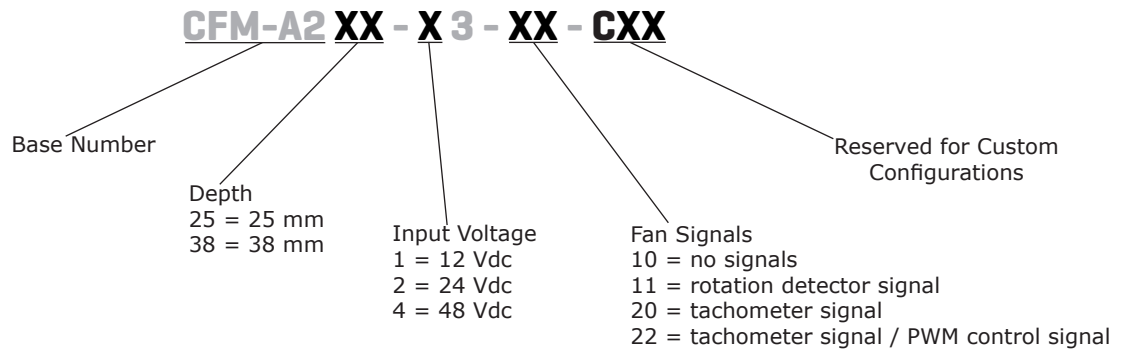 CFM-A2 XX - X 3 - XX - CXX
Base Number
Depth
25 = 25 mm
38 = 38 mm
Input Voltage
1 = 12 Vdc
2 = 24 Vdc
4 = 48 Vdc
Fan Signals
10 = no signals
11 = rotation detector signal
20 = tachometer signal
22 = tachometer signal / PWM control signal
Reserved for Custom
Configurations